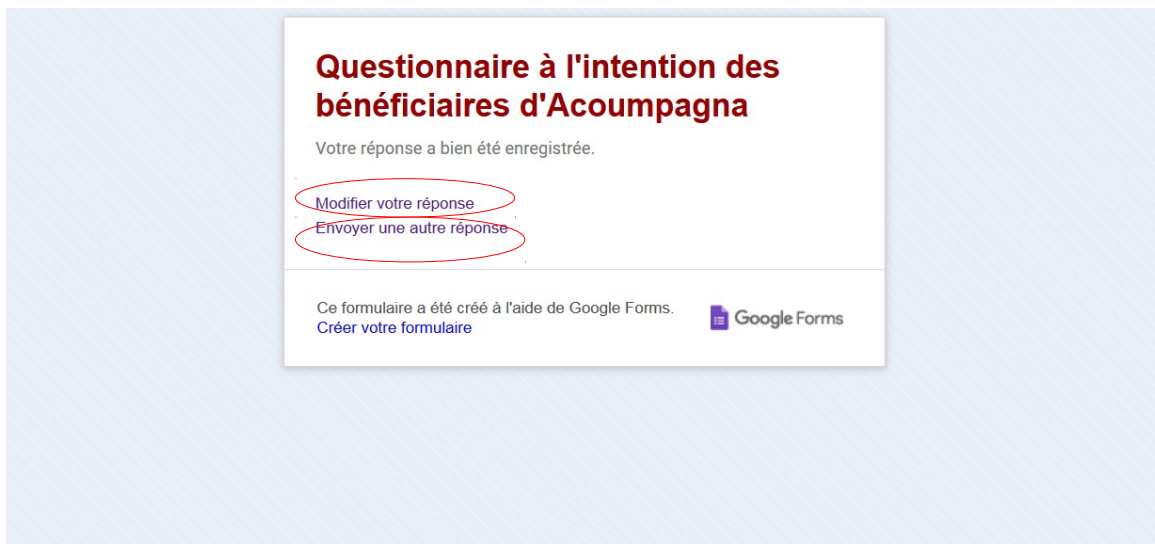 Questionnaire à l'intention des
bénéficiaires d'Acoumpagna
Votre réponse a bien été enregistrée.
Modifier votre réponse
Envoyer une autre réponse
Ce formulaire a été créé à l'aide de Google Forms.
Créer votre formulaire
Google Forms